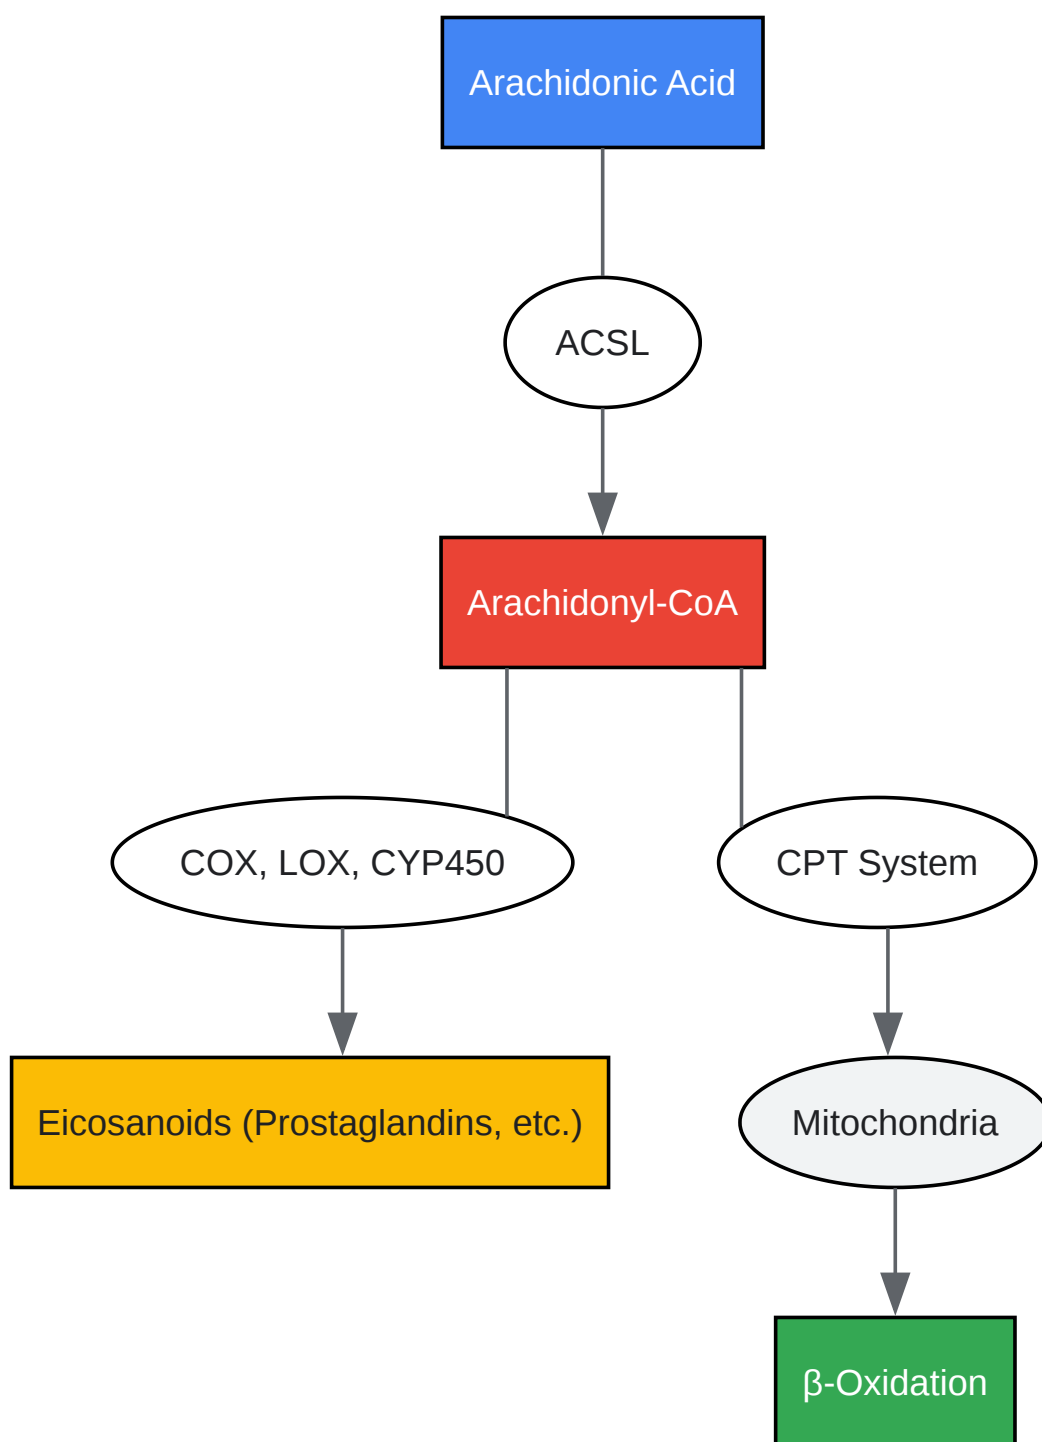 Arachidonic Acid
ACSL
Arachidonyl-CoA
COX, LOX, CYP450
CPT System
Eicosanoids (Prostaglandins, etc.)
Mitochondria
β-Oxidation